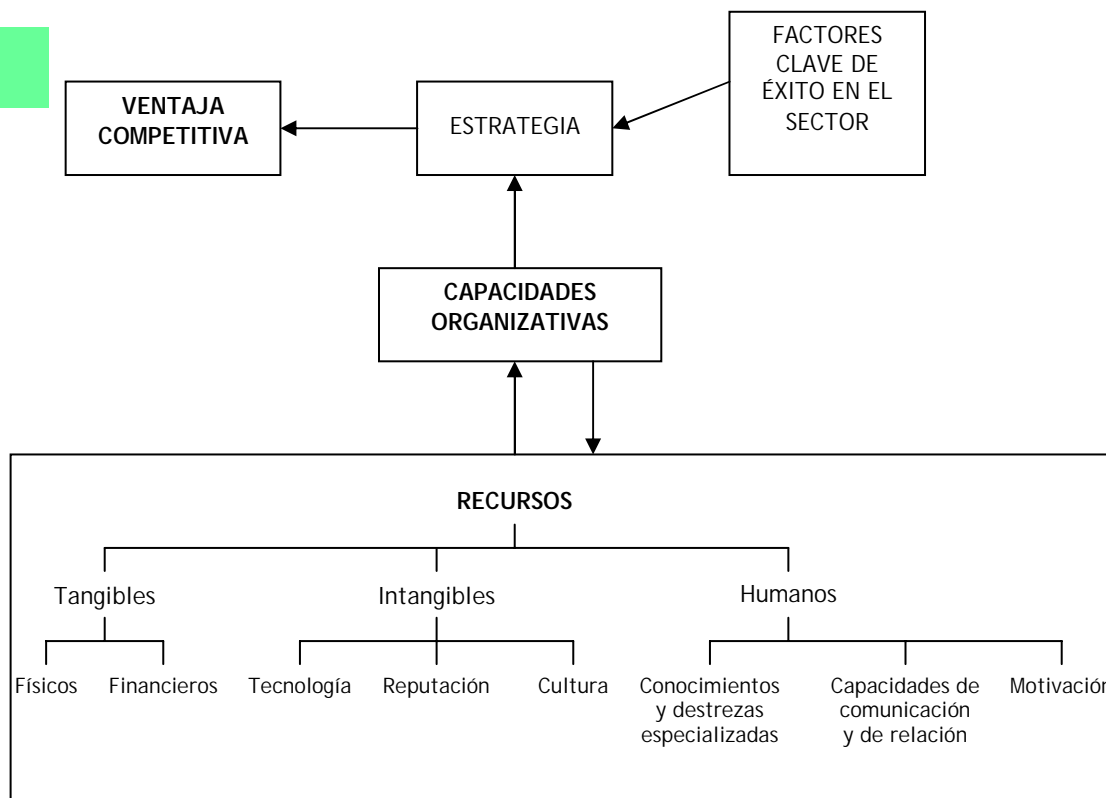 FACTORES
CLAVE DE
ÉXITO EN EL
SECTOR
VENTAJA
COMPETITIVA
ESTRATEGIA
CAPACIDADES
ORGANIZATIVAS
RECURSOS
Tangibles
Intangibles
Humanos
Físicos
Financieros
Tecnología
Reputación
Cultura
Conocimientos
y destrezas
especializadas
Capacidades de
comunicación
y de relación
Motivación